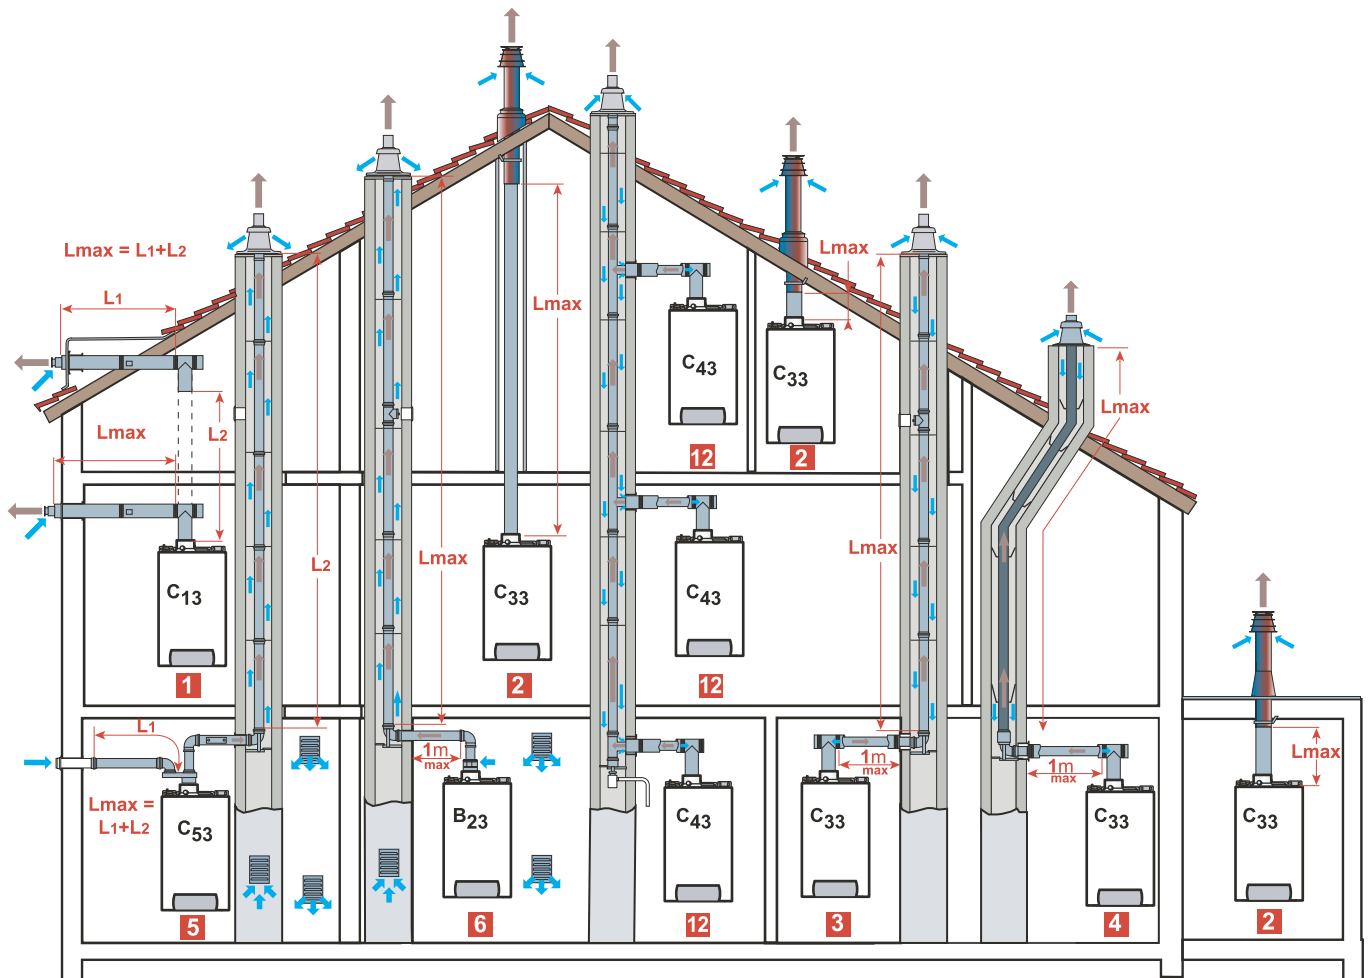 Lmax = L1+L2
L1
Lmax
L2
C13
1
L1
Lmax =
L1+L2
C53
5
L2
Lmax
1m
max
B23
6
Lmax
C33
2
C43
12
C43
12
C43
12
Lmax
C33
2
Lmax
1m
max
C33
3
Lmax
1m
max
C33
4
Lmax
C33
2